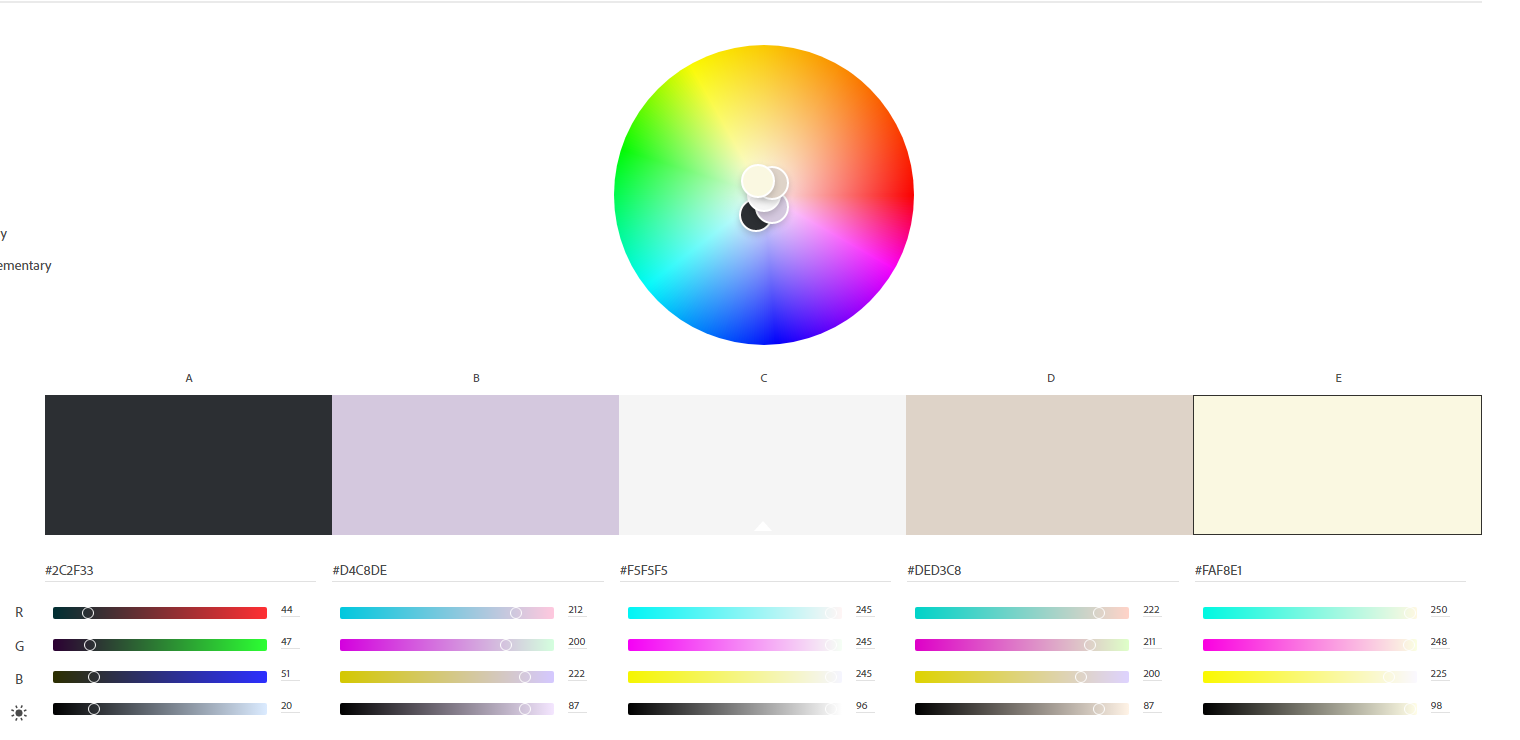 y
ementary
A B C D E
#2C2F33 #D4C8DE #F5F5F5 #DED3C8 #FAF8E1
R 44 212 245 222 250
G 47 200 245 211 248
B 51 222 245 200 225
20 87 96 87 98